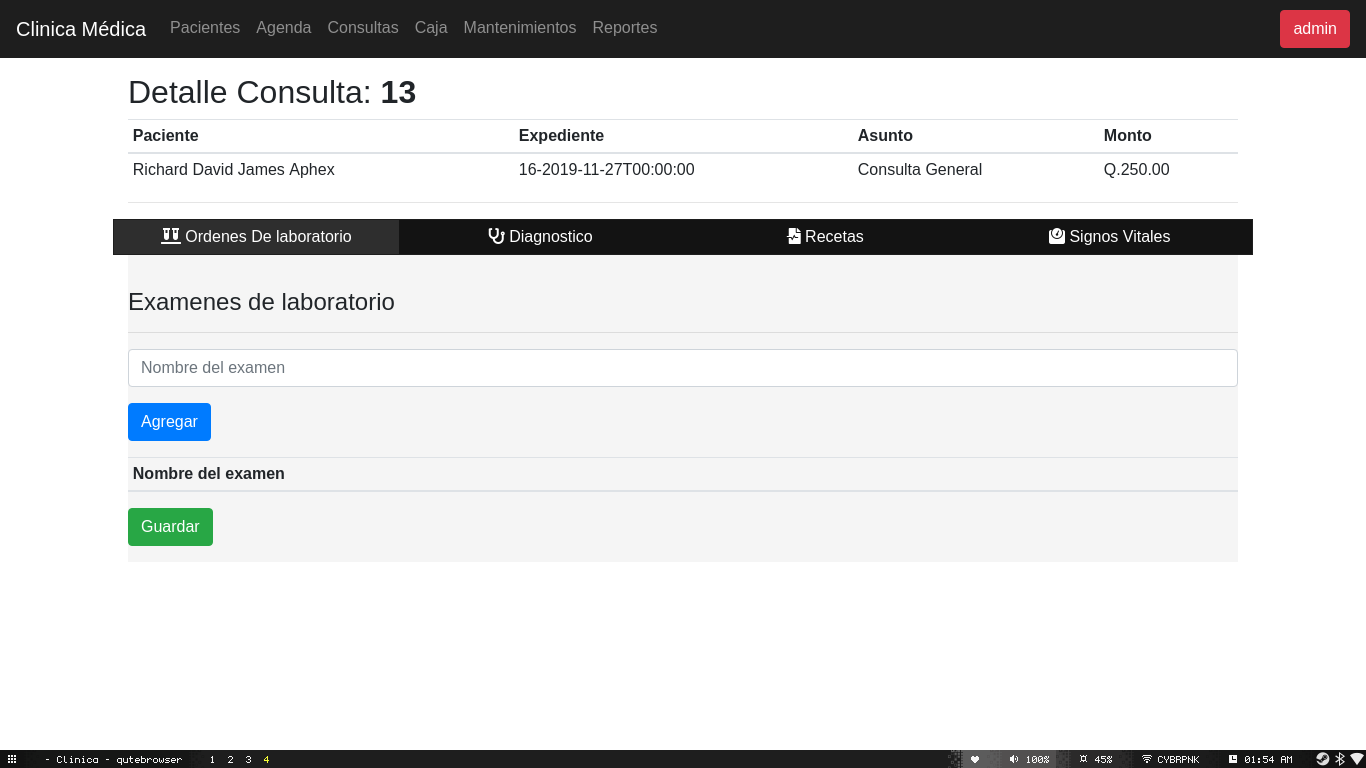 Clinica Médica Pacientes Agenda Consultas Caja Mantenimientos Reportes admin
Detalle Consulta: 13
Paciente Expediente Asunto Monto
Richard David James Aphex 16-2019-11-27T00:00:00 Consulta General Q.250.00
Ordenes De laboratorio Diagnostico Recetas Signos Vitales
Examenes de laboratorio
Nombre del examen
Agregar
Nombre del examen
Guardar
- Clinica - qutebrowser 1 2 3 4 100% 45% CYBRPNK 01:54 AM